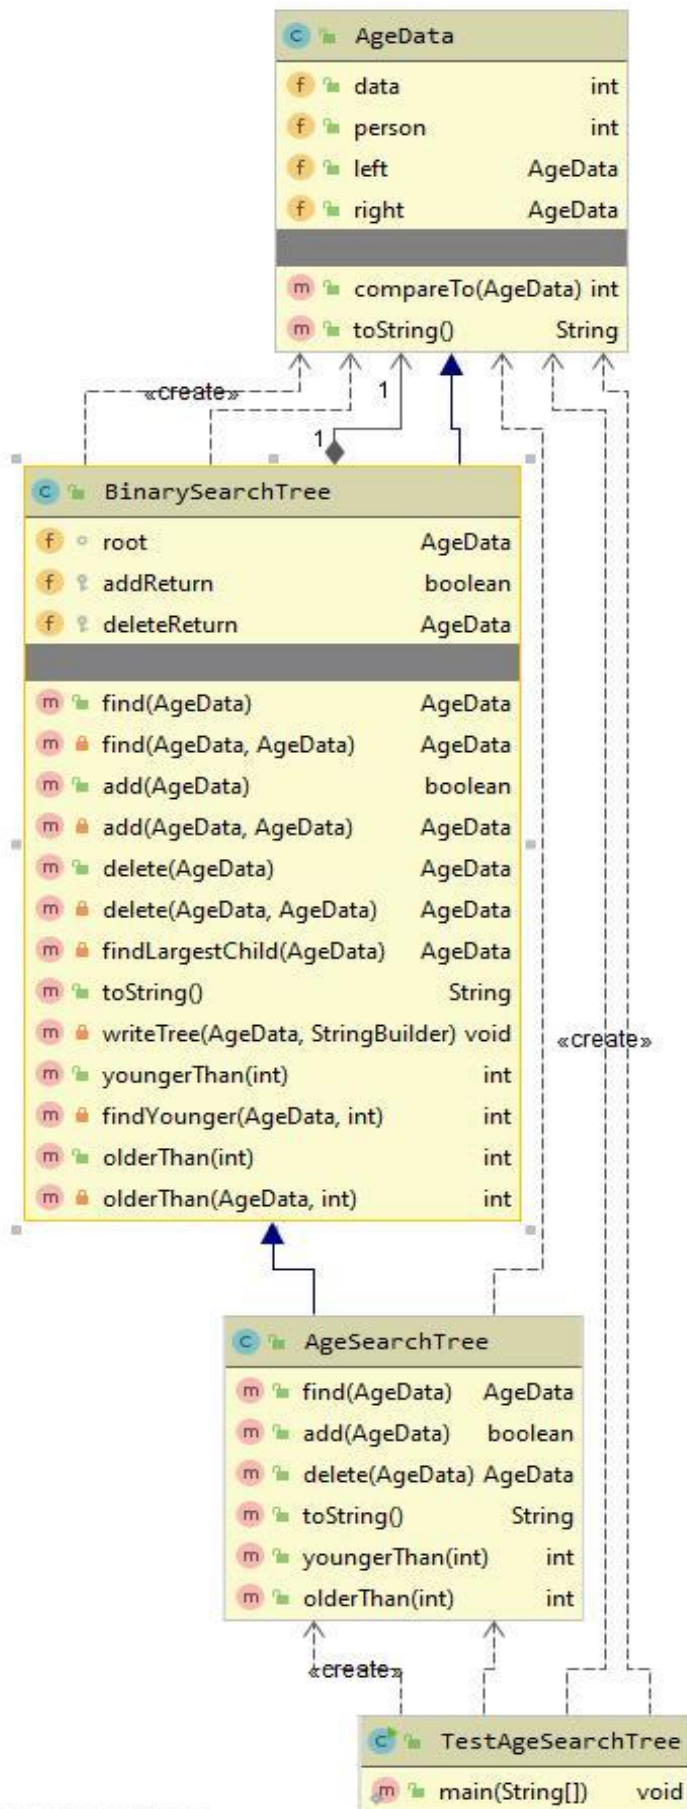 AgeData
data int
person int
left AgeData
right AgeData
compareTo(AgeData) int
toString() String
«create»
1
1
BinarySearchTree
root AgeData
addReturn boolean
deleteReturn AgeData
find(AgeData) AgeData
find(AgeData, AgeData) AgeData
add(AgeData) boolean
add(AgeData, AgeData) AgeData
delete(AgeData) AgeData
delete(AgeData, AgeData) AgeData
findLargestChild(AgeData) AgeData
toString() String
writeTree(AgeData, StringBuilder) void
«create»
youngerThan(int) int
findYounger(AgeData, int) int
olderThan(int) int
olderThan(AgeData, int) int
AgeSearchTree
find(AgeData) AgeData
add(AgeData) boolean
delete(AgeData) AgeData
toString() String
youngerThan(int) int
olderThan(int) int
«create»
TestAgeSearchTree
main(String[]) void